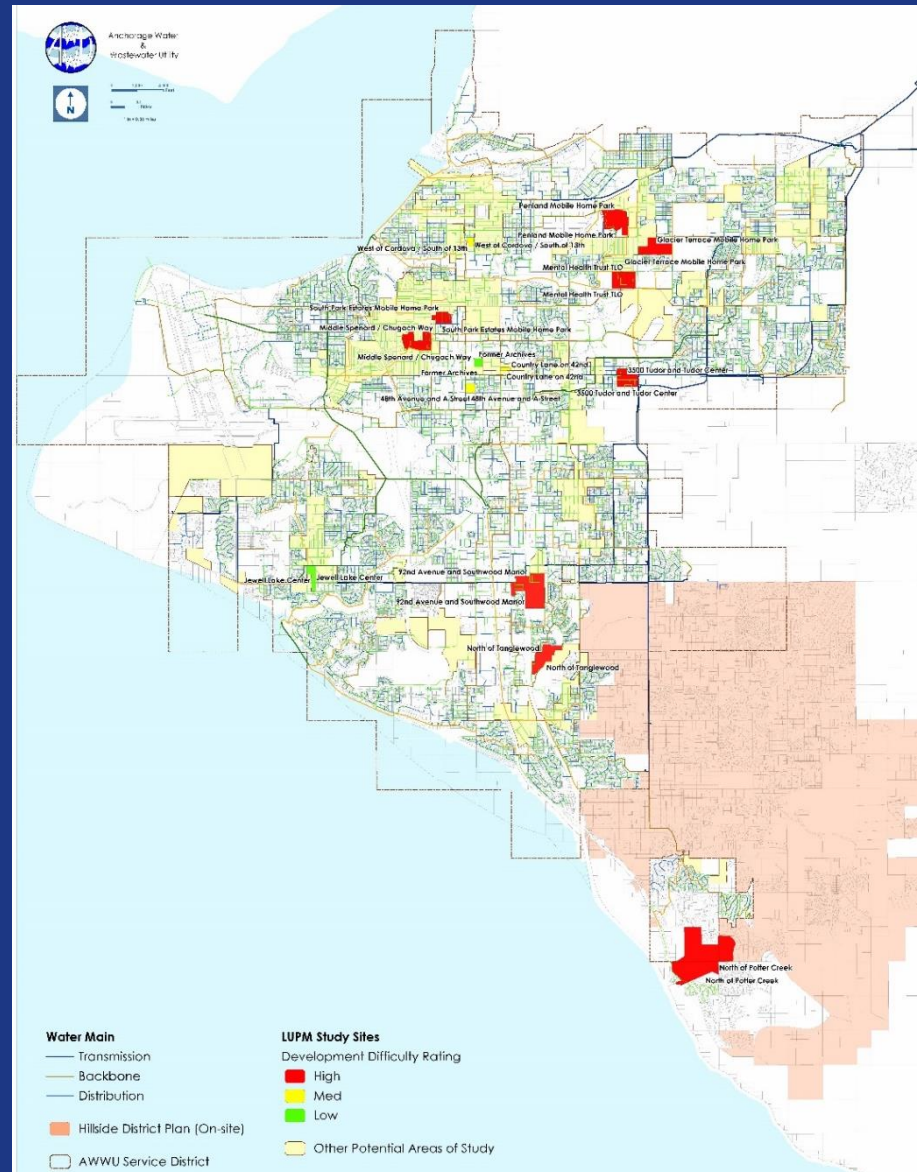 Anchorage Water
&
Wastewater Utility
N
Penland Mobile Home Park
Penland Mobile Home Park
Glacier Terrace Mobile Home Park
Glacier Terrace Mobile Home Park
West of Cordova / South of 13th
West of Cordova / South of 13th
Mental Health Trust TLO
Mental Health Trust TLO
South Park Estates Mobile Home Park
South Park Estates Mobile Home Park
Middle Spenard / Chugach Way
Middle Spenard / Chugach Way
Former Archives
Former Archives
Country Lane on 42nd
Country Lane on 42nd
3500 Tudor and Tudor Center
3500 Tudor and Tudor Center
48th Avenue and A Street
48th Avenue and A Street
Jewell Lake Center
Jewell Lake Center
92nd Avenue and Southwood Manor
92nd Avenue and Southwood Manor
North of Tanglewood
North of Tanglewood
North of Potter Creek
North of Potter Creek
Water Main
Transmission
Backbone
Distribution
Hillside District Plan (On-site)
AWWU Service District
LUPM Study Sites
Development Difficulty Rating
High
Med
Low
Other Potential Areas of Study